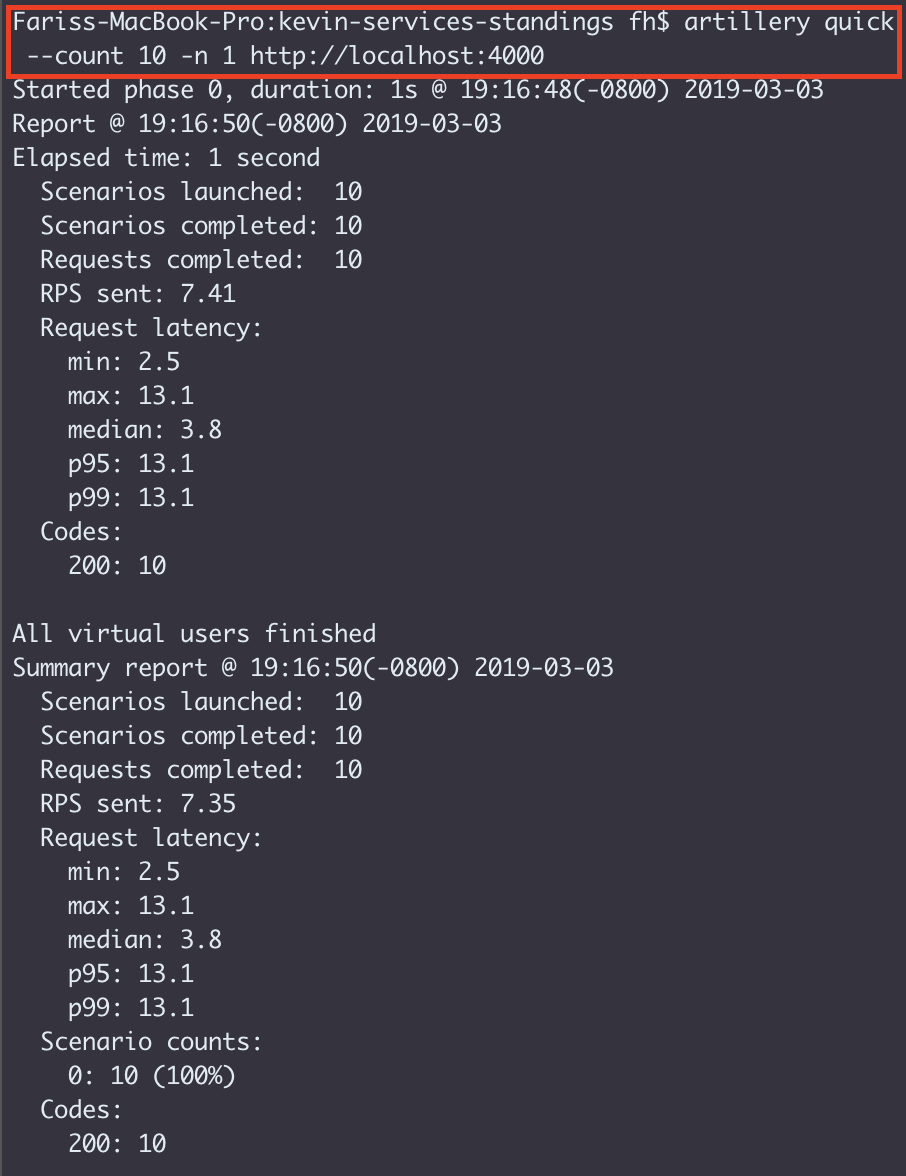 Fariss-MacBook-Pro:kevin-services-standings fh$ artillery quick
--count 10 -n 1 http://localhost:4000
Started phase 0, duration: 1s @ 19:16:48(-0800) 2019-03-03
Report @ 19:16:50(-0800) 2019-03-03
Elapsed time: 1 second
Scenarios launched:  10
Scenarios completed: 10
Requests completed:  10
RPS sent: 7.41
Request latency:
min: 2.5
max: 13.1
median: 3.8
p95: 13.1
p99: 13.1
Codes:
200: 10
All virtual users finished
Summary report @ 19:16:50(-0800) 2019-03-03
Scenarios launched:  10
Scenarios completed: 10
Requests completed:  10
RPS sent: 7.35
Request latency:
min: 2.5
max: 13.1
median: 3.8
p95: 13.1
p99: 13.1
Scenario counts:
0: 10 (100%)
Codes:
200: 10